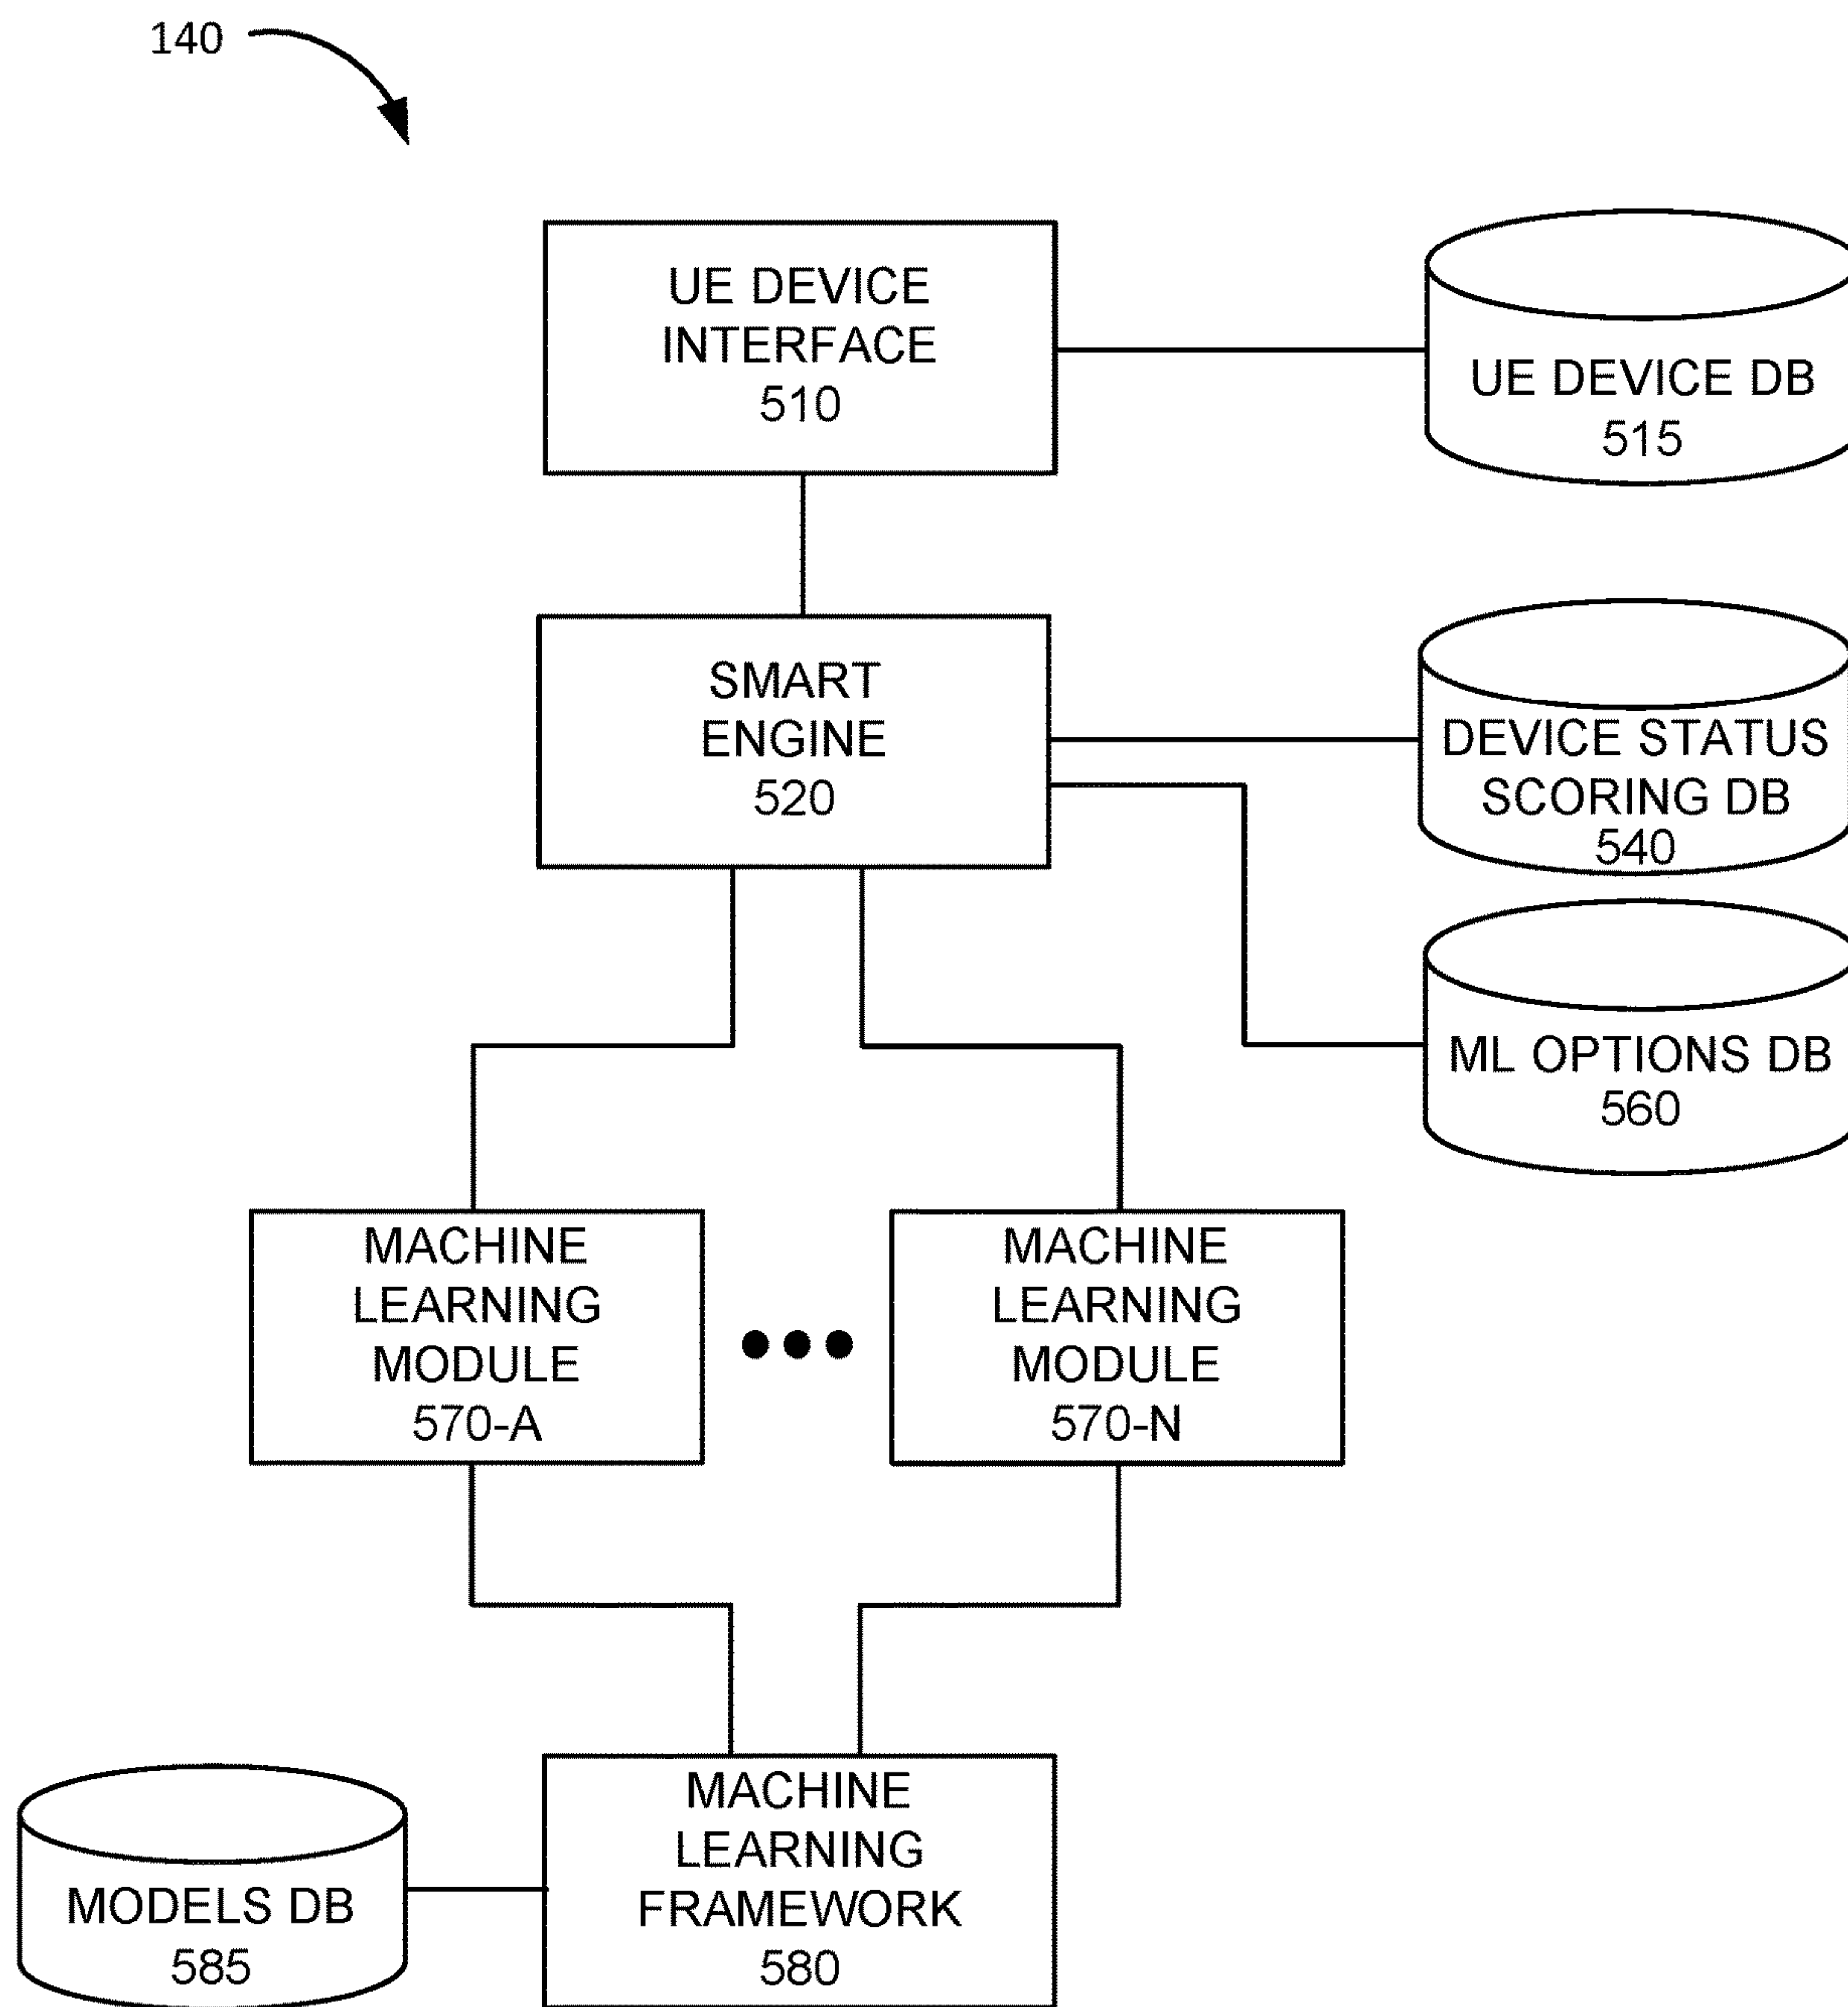 140
UE DEVICE
INTERFACE
510
UE DEVICE DB
515
SMART
ENGINE
520
DEVICE STATUS
SCORING DB
540
ML OPTIONS DB
560
MACHINE
LEARNING
MODULE
570-A
MACHINE
LEARNING
MODULE
570-N
MACHINE
LEARNING
FRAMEWORK
580
MODELS DB
585